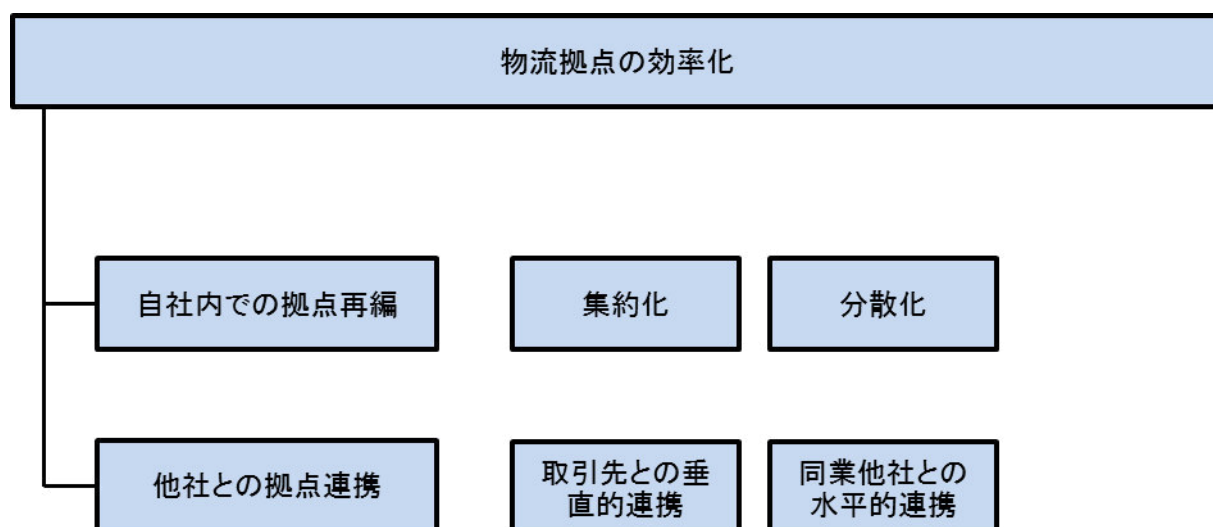 物流拠点の効率化
自社内での拠点再編
集約化
分散化
他社との拠点連携
取引先との垂
直的連携
同業他社との
水平的連携